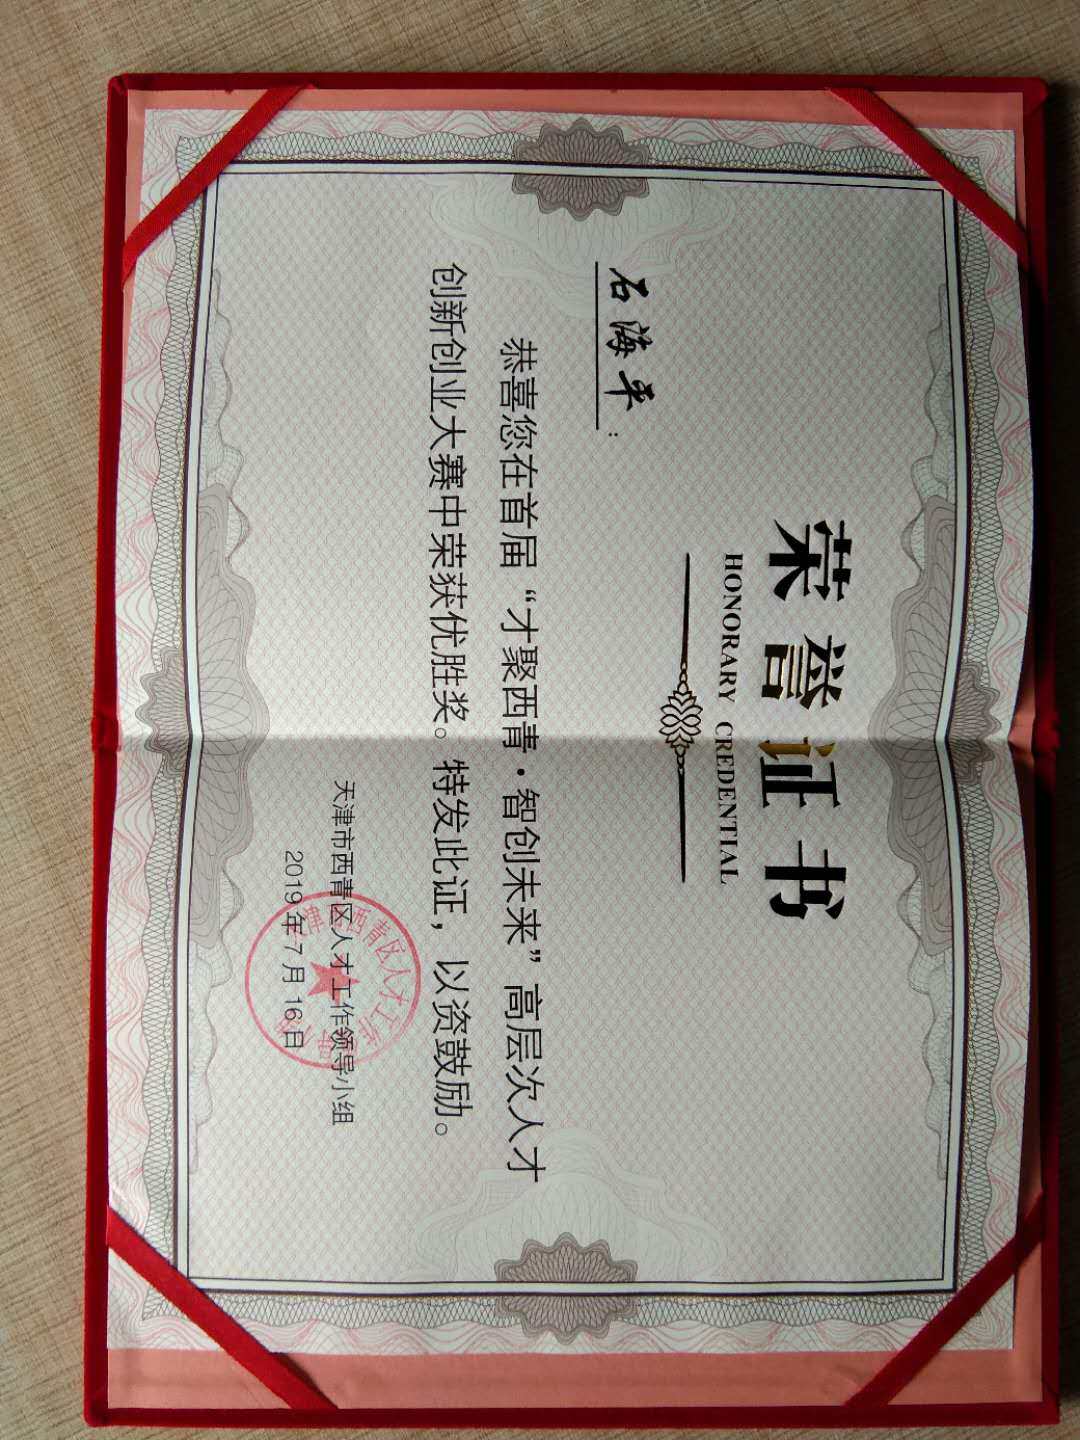 荣誉证书
HONORARY CREDENTIAL
石海平:
恭喜您在首届“才聚西青·智创未来”高层次人才
创新创业大赛中荣获优胜奖。特发此证，以资鼓励。
天津市西青区人才工作领导小组
2019年7月16日